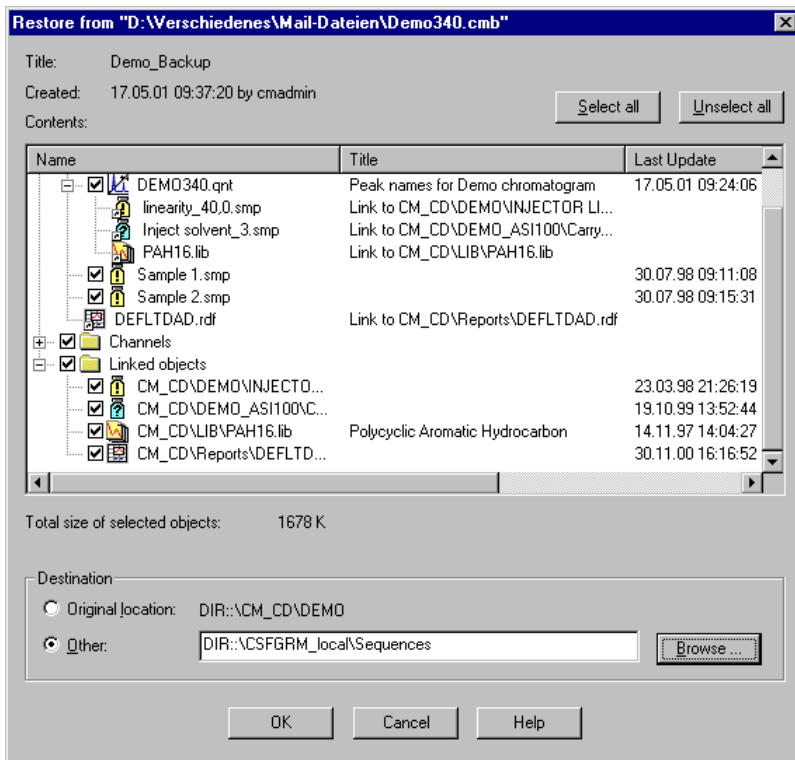 Restore from "D:\Verschiedenes\Mail-Dateien\Demo340.cmb"
Title: Demo_Backup
Created: 17.05.01 09:37:20 by cmadmin
Select all Unselect all
Contents:
Name Title Last Update
DEMO340.qnt Peak names for Demo chromatogram 17.05.01 09:24:06
linearity_40,0.smp Link to CM_CD\DEMO\INJECTOR LI...
Inject solvent_3.smp Link to CM_CD\DEMO_ASI100\Carry...
PAH16.lib Link to CM_CD\LIB\PAH16.lib
Sample 1.smp 30.07.98 09:11:08
Sample 2.smp 30.07.98 09:15:31
DEFLTDAD.rdf Link to CM_CD\Reports\DEFLTDAD.rdf
Channels
Linked objects
CM_CD\DEMO\INJECTO... 23.03.98 21:26:19
CM_CD\DEMO_ASI100\C... 19.10.99 13:52:44
CM_CD\LIB\PAH16.lib Polycyclic Aromatic Hydrocarbon 14.11.97 14:04:27
CM_CD\Reports\DEFLTD... 30.11.00 16:16:52
Total size of selected objects: 1678 K
Destination
Original location: DIR::\CM_CD\DEMO
Other: DIR::\CSFGRM_local\Sequences Browse ...
OK Cancel Help